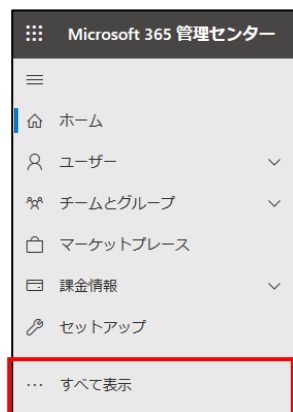 Microsoft 365 管理センター
ホーム
ユーザー
チームとグループ
マーケットプレース
課金情報
セットアップ
… すべて表示